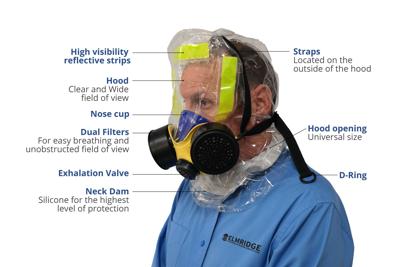 High visibility
reflective strips
Hood
Clear and Wide
field of view
Nose cup
Dual Filters
For easy breathing and
unobstructed field of view
Exhalation Valve
Neck Dam
Silicone for the highest
level of protection
Straps
Located on the
outside of the hood
Hood opening
Universal size
D-Ring
ELMRIDGE